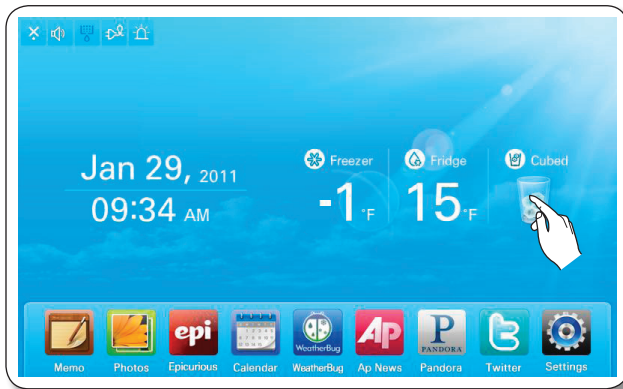 Freezer Fridge Cubed
Jan 29, 2011
-1 °F 15 °F
09:34 AM
epi
WeatherBug
AP
P
PANDORA
Memo Photos Epicurious Calendar WeatherBug Ap News Pandora Twitter Settings